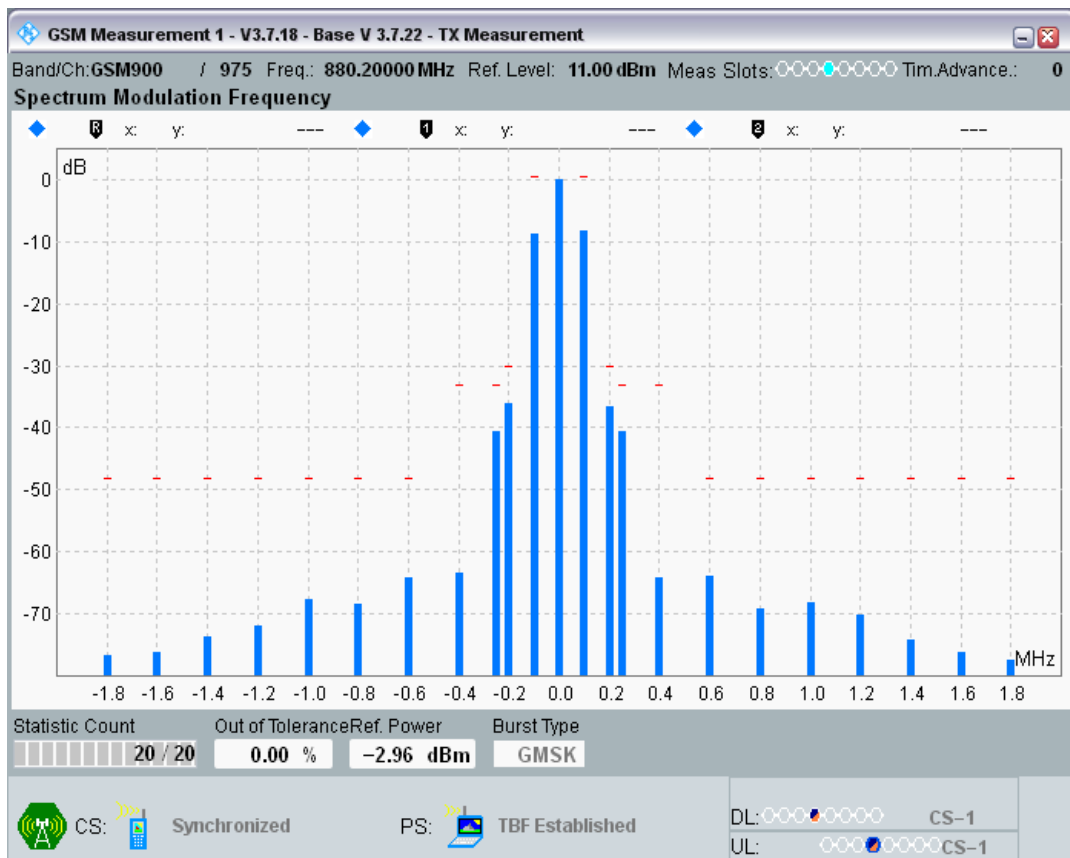 GSM Measurement 1 - V3.7.18 - Base V 3.7.22 - TX Measurement
Band/Ch:GSM900 / 975 Freq.: 880.20000 MHz Ref. Level: 11.00 dBm Meas Slots: Tim.Advance.: 0
Spectrum Modulation Frequency
R x: y: --- 1 x: y: --- 2 x: y: ---
dB
0
-10
-20
-30
-40
-50
-60
-70
MHz
-1.8 -1.6 -1.4 -1.2 -1.0 -0.8 -0.6 -0.4 -0.2 0.0 0.2 0.4 0.6 0.8 1.0 1.2 1.4 1.6 1.8
Statistic Count Out of Tolerance Ref. Power Burst Type
20 / 20 0.00 % −2.96 dBm GMSK
CS: Synchronized PS: TBF Established
DL: CS−1
UL: CS−1